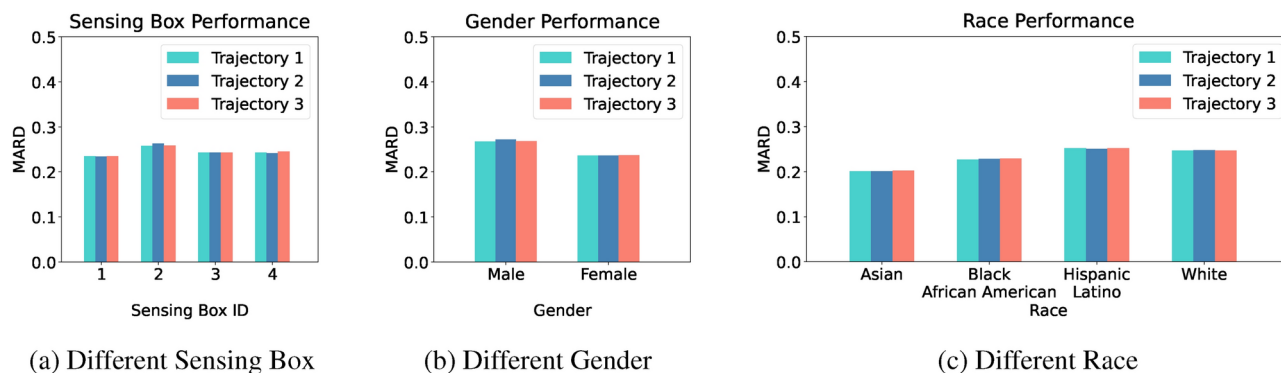 Sensing Box Performance
0.5
0.4
0.3
0.2
0.1
0.0
MARD
Trajectory 1
Trajectory 2
Trajectory 3
1 2 3 4
Sensing Box ID
(a) Different Sensing Box
Gender Performance
0.5
0.4
0.3
0.2
0.1
0.0
MARD
Trajectory 1
Trajectory 2
Trajectory 3
Male Female
Gender
(b) Different Gender
Race Performance
0.5
0.4
0.3
0.2
0.1
0.0
MARD
Trajectory 1
Trajectory 2
Trajectory 3
Asian Black Hispanic White
African American Latino
Race
(c) Different Race